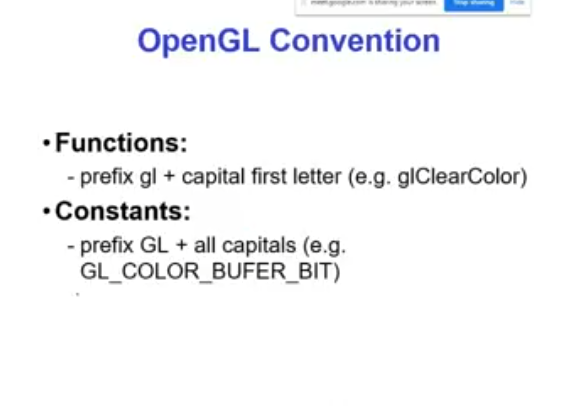 meet.google.com is sharing your screen. Stop sharing Hide
OpenGL Convention
• Functions:
- prefix gl + capital first letter (e.g. glClearColor)
• Constants:
- prefix GL + all capitals (e.g.
GL_COLOR_BUFER_BIT)